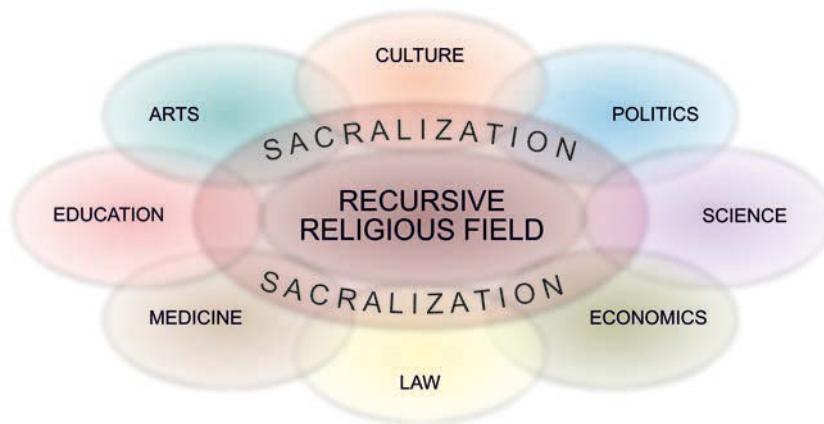 CULTURE
ARTS
POLITICS
SACRALIZATION
RECURSIVE
RELIGIOUS FIELD
EDUCATION
SCIENCE
SACRALIZATION
MEDICINE
ECONOMICS
LAW